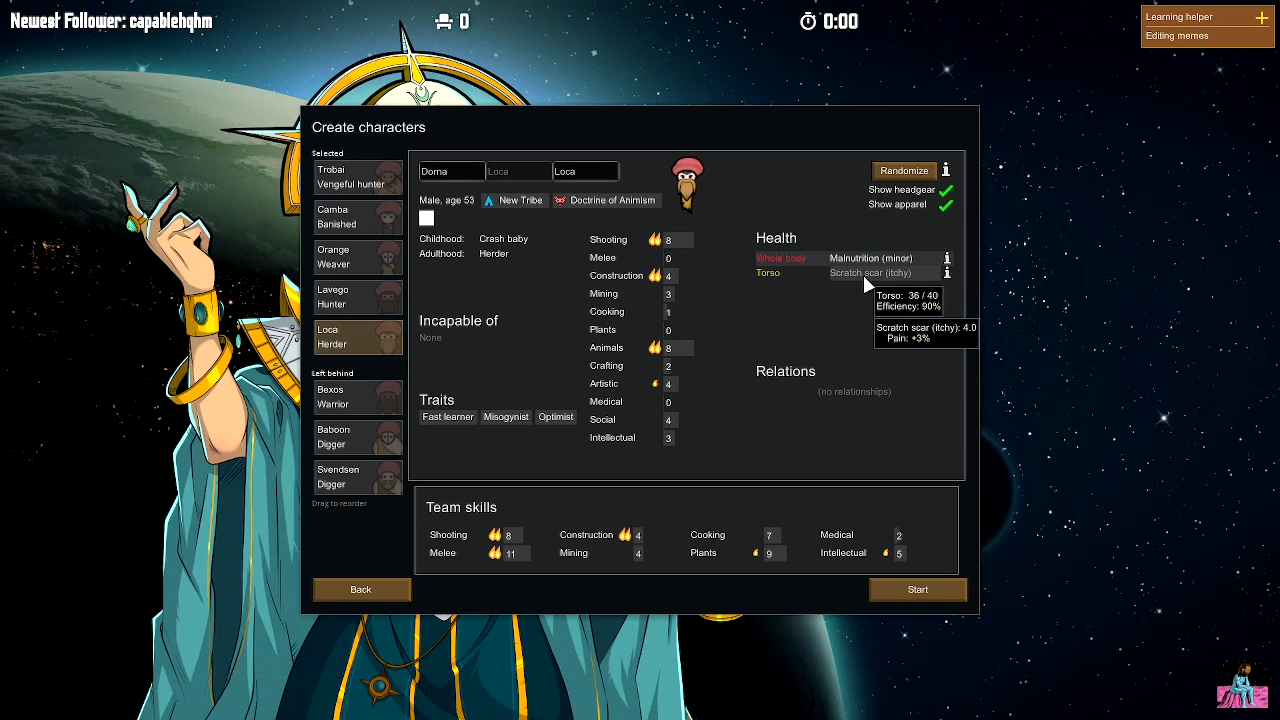 Newest Follower: capablehqhm
0
0:00
Learning helper
Editing memes
Create characters
Selected
Trobai
Vengeful hunter
Camba
Banished
Orange
Weaver
Lavego
Hunter
Loca
Herder
Left behind
Bexos
Warrior
Baboon
Digger
Svendsen
Digger
Drag to reorder
Dorna Loca Loca
Male, age 53 New Tribe Doctrine of Animism
Childhood: Crash baby
Adulthood: Herder
Incapable of
None
Traits
Fast learner Misogynist Optimist
Shooting 8
Melee 0
Construction 4
Mining 3
Cooking 1
Plants 0
Animals 8
Crafting 2
Artistic 4
Medical 0
Social 4
Intellectual 3
Randomize
Show headgear
Show apparel
Health
Whole body Malnutrition (minor)
Torso Scratch scar (itchy)
Torso: 36 / 40
Efficiency: 90%
Scratch scar (itchy): 4.0
Pain: +3%
Relations
(no relationships)
Team skills
Shooting 8 Construction 4 Cooking 7 Medical 2
Melee 11 Mining 4 Plants 9 Intellectual 5
Back
Start